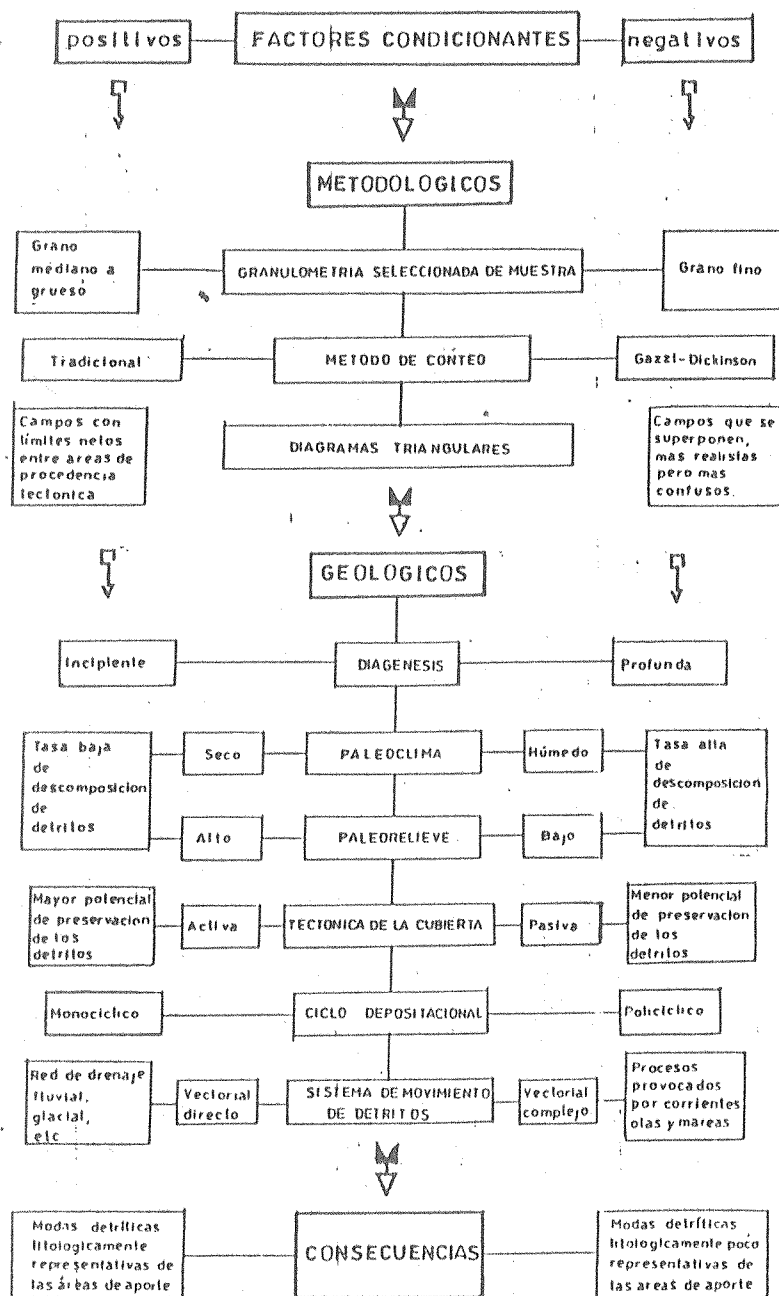 positivos FACTORES CONDICIONANTES negativos
METODOLOGICOS
Grano
mediano a
grueso
GRANULOMETRIA SELECCIONADA DE MUESTRA
Grano fino
Tradicional METODO DE CONTEO Gazzi-Dickinson
Campos con
límites netos
entre areas de
procedencia
tectonica
DIAGRAMAS TRIANGULARES
Campos que se
superponen,
mas realistas
pero mas
confusos.
GEOLOGICOS
Incipiente DIAGENESIS Profunda
Tasa baja
de
descomposicion
de
detritos
Seco PALEOCLIMA Húmedo
Tasa alta
de
descomposicion
de
detritos
Alto PALEORELIEVE Bajo
Mayor potencial
de preservacion
de los
detritos
Activa TECTONICA DE LA CUBIERTA Pasiva
Menor potencial
de preservacion
de los
detritos
Monociclico CICLO DEPOSITACIONAL Policiclico
Red de drenaje
fluvial,
glacial,
etc
Vectorial
directo
SISTEMA DE MOVIMIENTO
DE DETRITOS
Vectorial
complejo
Procesos
provocados
por corrientes
olas y mareas
Modas detríticas
litologicamente
representativas de
las áreas de aporte
CONSECUENCIAS
Modas detríticas
litologicamente poco
representativas de
las areas de aporte